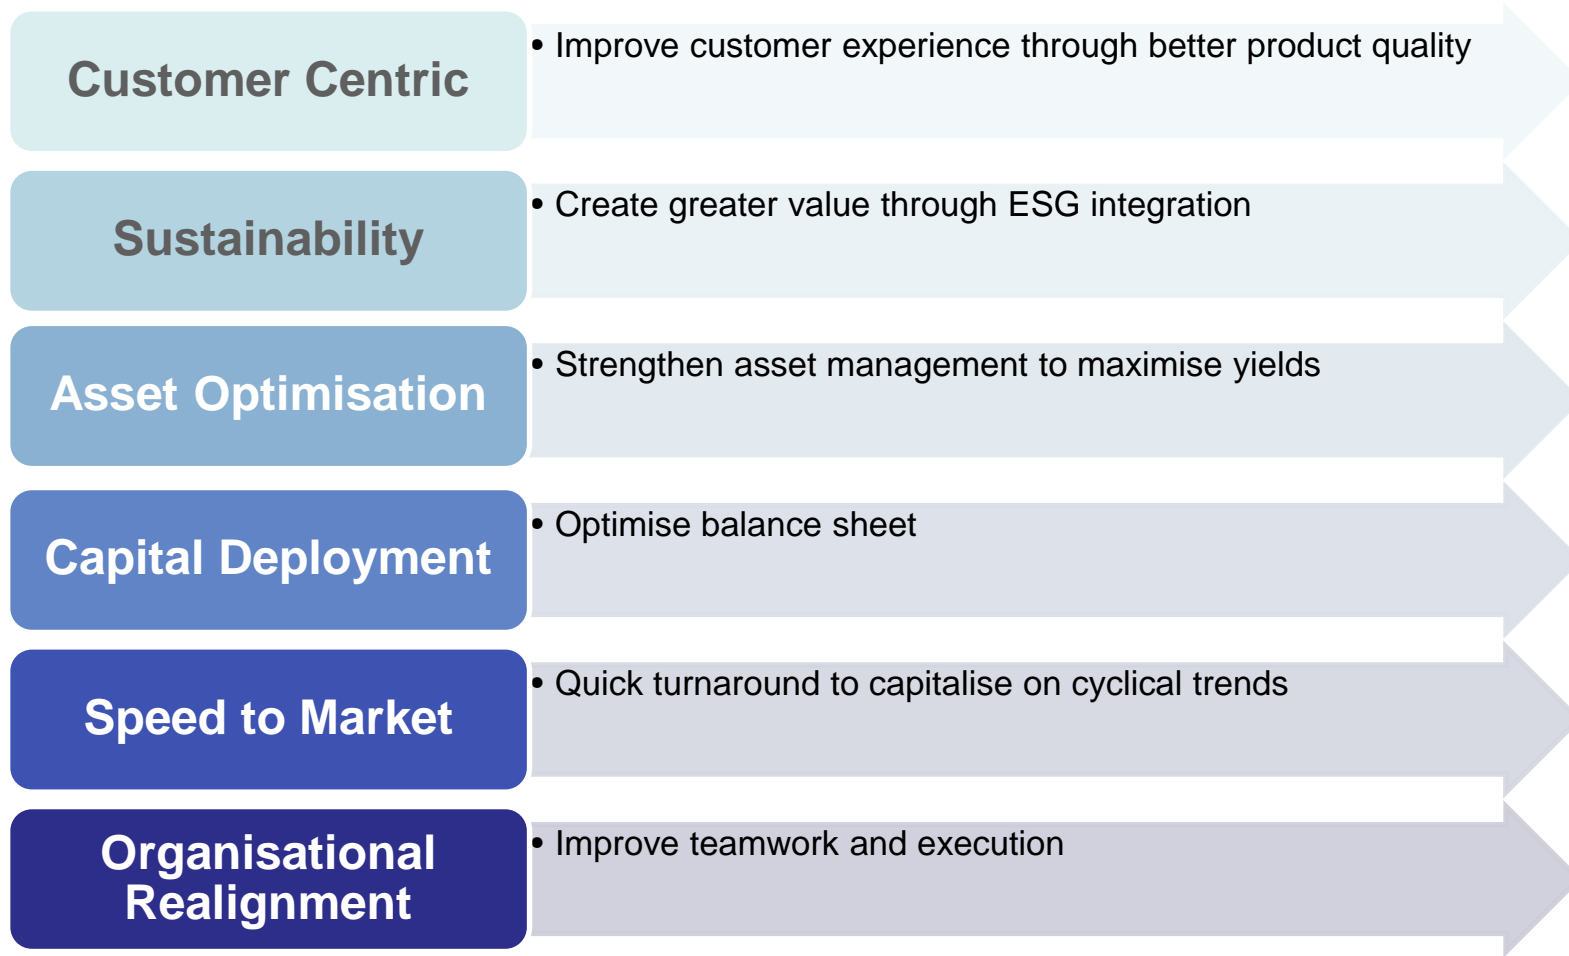 Customer Centric
• Improve customer experience through better product quality
Sustainability
• Create greater value through ESG integration
Asset Optimisation
• Strengthen asset management to maximise yields
Capital Deployment
• Optimise balance sheet
Speed to Market
• Quick turnaround to capitalise on cyclical trends
Organisational
Realignment
• Improve teamwork and execution